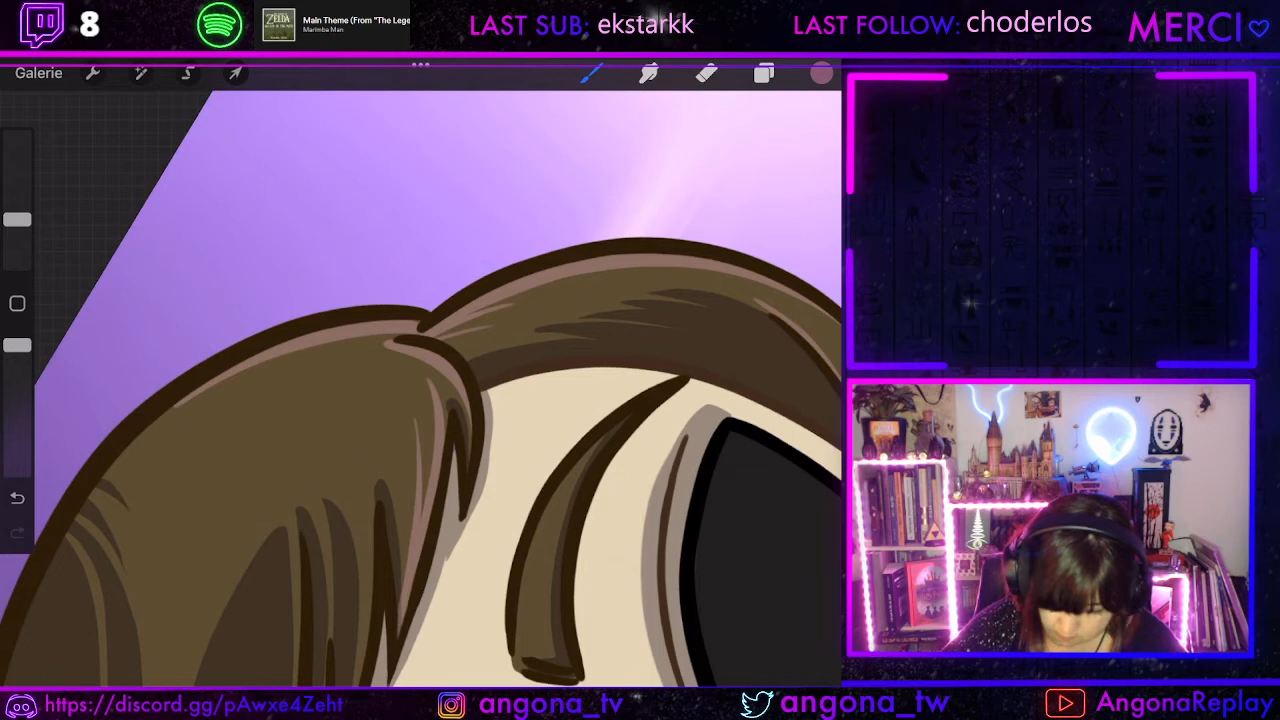 8
Main Theme (From "The Lege
Marimba Man
LAST SUB: ekstarkk
LAST FOLLOW: choderlos
MERCI
Galerie
https://discord.gg/pAwxe4Zeht
angona_tv
angona_tw
AngonaReplay